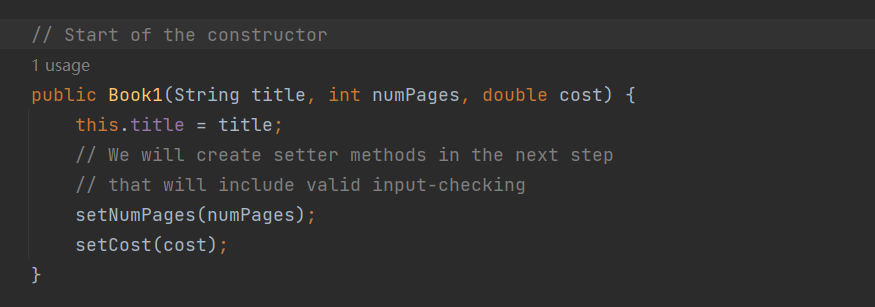 // Start of the constructor
1 usage
public Book1(String title, int numPages, double cost) {
this.title = title;
// We will create setter methods in the next step
// that will include valid input-checking
setNumPages(numPages);
setCost(cost);
}